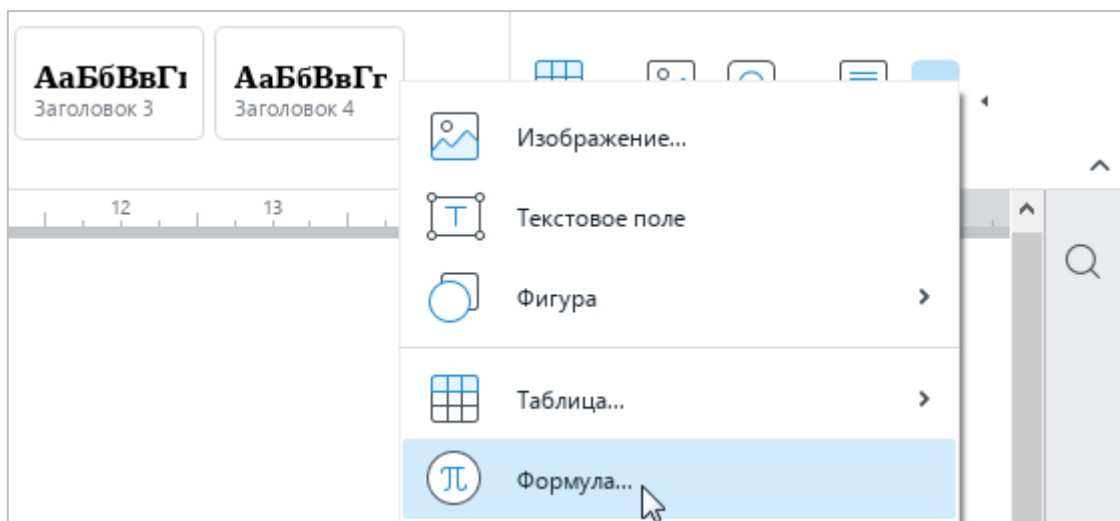 АаБбВвГг АаБбВвГг
Заголовок 3 Заголовок 4
Изображение...
12 13
Текстовое поле
Фигура
Таблица...
Формула...